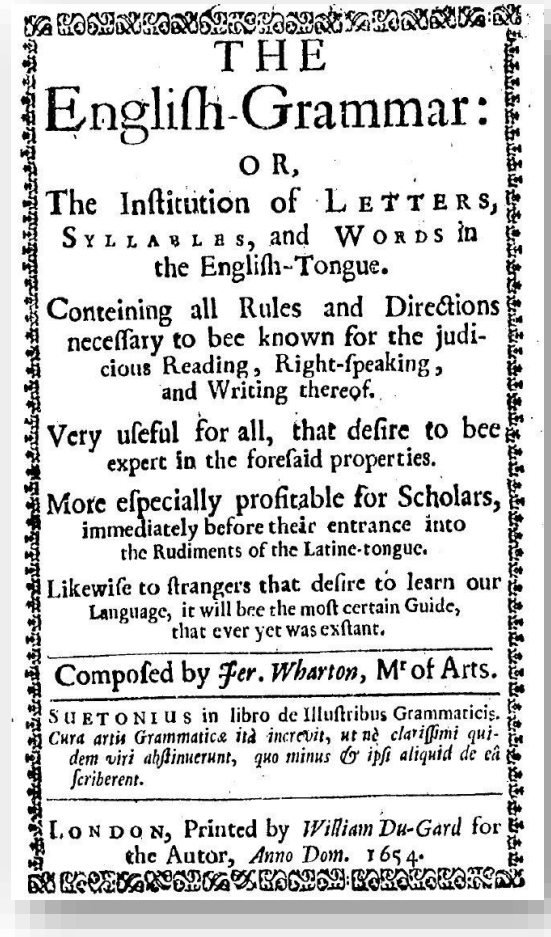 THE
Engliſh-Grammar:
OR,
The Inſtitution of LETTERS,
SYLLABLES, and WORDS in
the Engliſh-Tongue.
Conteining all Rules and Directions
neceſſary to bee known for the judi-
cious Reading, Right-ſpeaking,
and Writing thereof.
Very uſeful for all, that deſire to bee
expert in the foreſaid properties.
More eſpecially profitable for Scholars,
immediately before their entrance into
the Rudiments of the Latine-tongue.
Likewiſe to ſtrangers that deſire to learn our
Language, it will bee the moſt certain Guide,
that ever yet was exſtant.
Compoſed by Jer. Wharton, Mr of Arts.
SUETONIUS in libro de Illuſtribus Grammaticis.
Cura artis Grammaticæ ità increvit, ut nè clariſſimi qui-
dem viri abſtinuerunt, quo minus & ipſi aliquid de eâ
ſcriberent.
LONDON, Printed by William Du-Gard for
the Autor, Anno Dom. 1654.